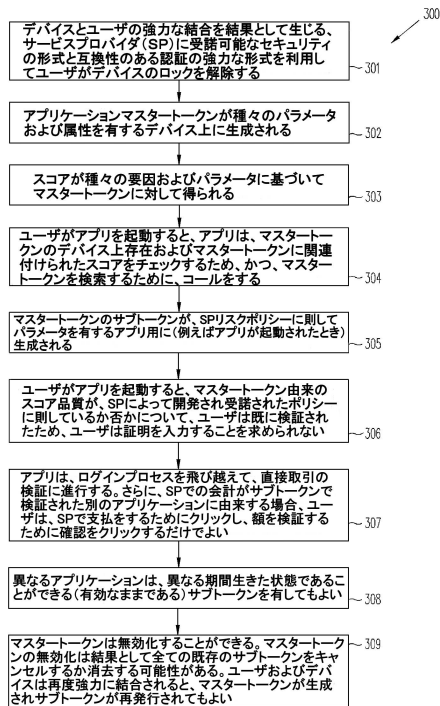 300
デバイスとユーザの強力な結合を結果として生じる、
サービスプロバイダ(SP)に受諾可能なセキュリティ
の形式と互換性のある認証の強力な形式を利用し
てユーザがデバイスのロックを解除する
301
アプリケーションマスタートークンが種々のパラメータ
および属性を有するデバイス上に生成される
302
スコアが種々の要因およびパラメータに基づいて
マスタートークンに対して得られる
303
ユーザがアプリを起動すると、アプリは、マスタートー
クンのデバイス上存在およびマスタートークンに関連
付けられたスコアをチェックするため、かつ、マスター
トークンを検索するために、コールをする
304
マスタートークンのサブトークンが、SPリスクポリシーに則して
パラメータを有するアプリ用に(例えばアプリが起動されたとき)
生成される
305
ユーザがアプリを起動すると、マスタートークン由来の
スコア品質が、SPによって開発され受諾されたポリシー
に則しているか否かについて、ユーザは既に検証され
たため、ユーザは証明を入力することを求められない
306
アプリは、ログインプロセスを飛び越えて、直接取引の
検証に進行する。さらに、SPでの会計がサブトークンで
検証された別のアプリケーションに由来する場合、ユー
ザは、SPで支払をするためにクリックし、額を検証する
ために確認をクリックするだけでよい
307
異なるアプリケーションは、異なる期間生きた状態であるこ
とができる(有効なままである)サブトークンを有してもよい
308
マスタートークンは無効化することができる。マスタートーク
ンの無効化は結果として全ての既存のサブトークンをキャ
ンセルするか消去する可能性がある。ユーザおよびデバ
イスは再度強力に結合されると、マスタートークンが生成
されサブトークンが再発行されてもよい
309